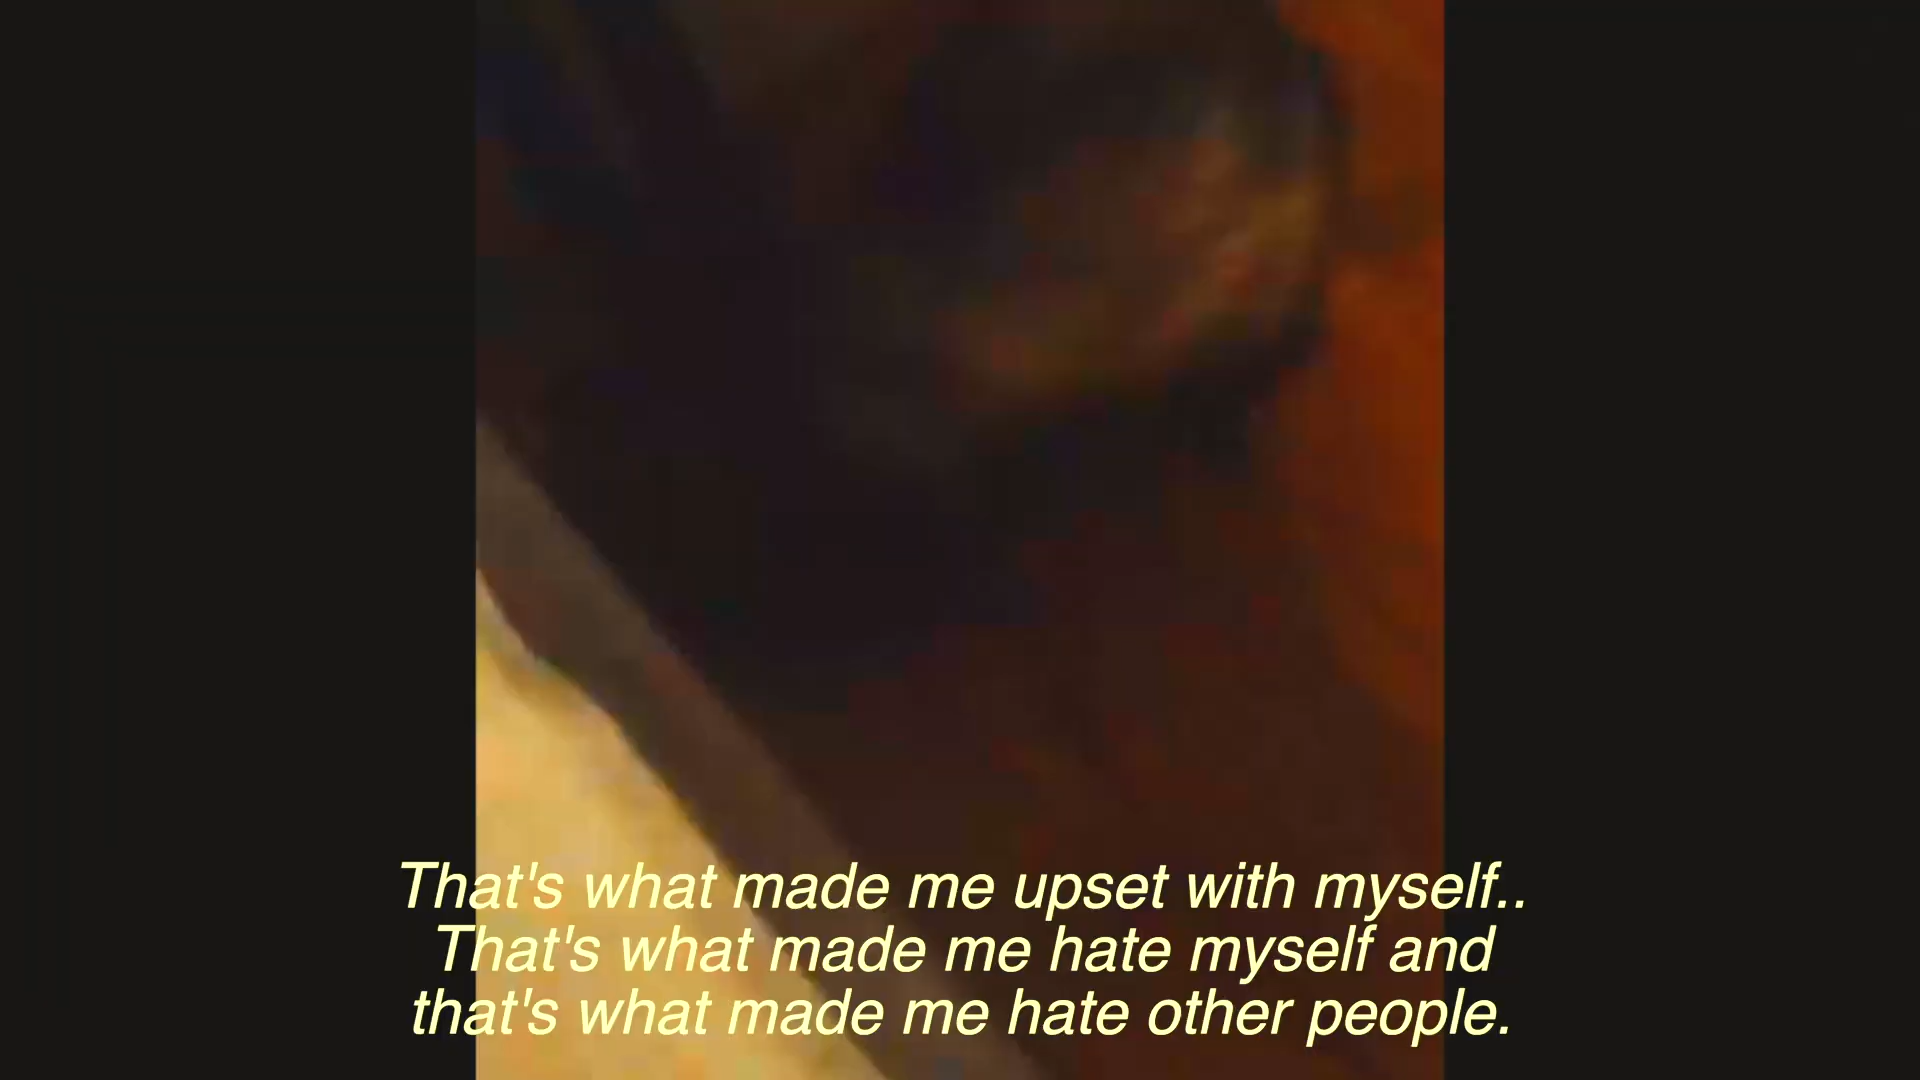 That's what made me upset with myself..
That's what made me hate myself and
that's what made me hate other people.